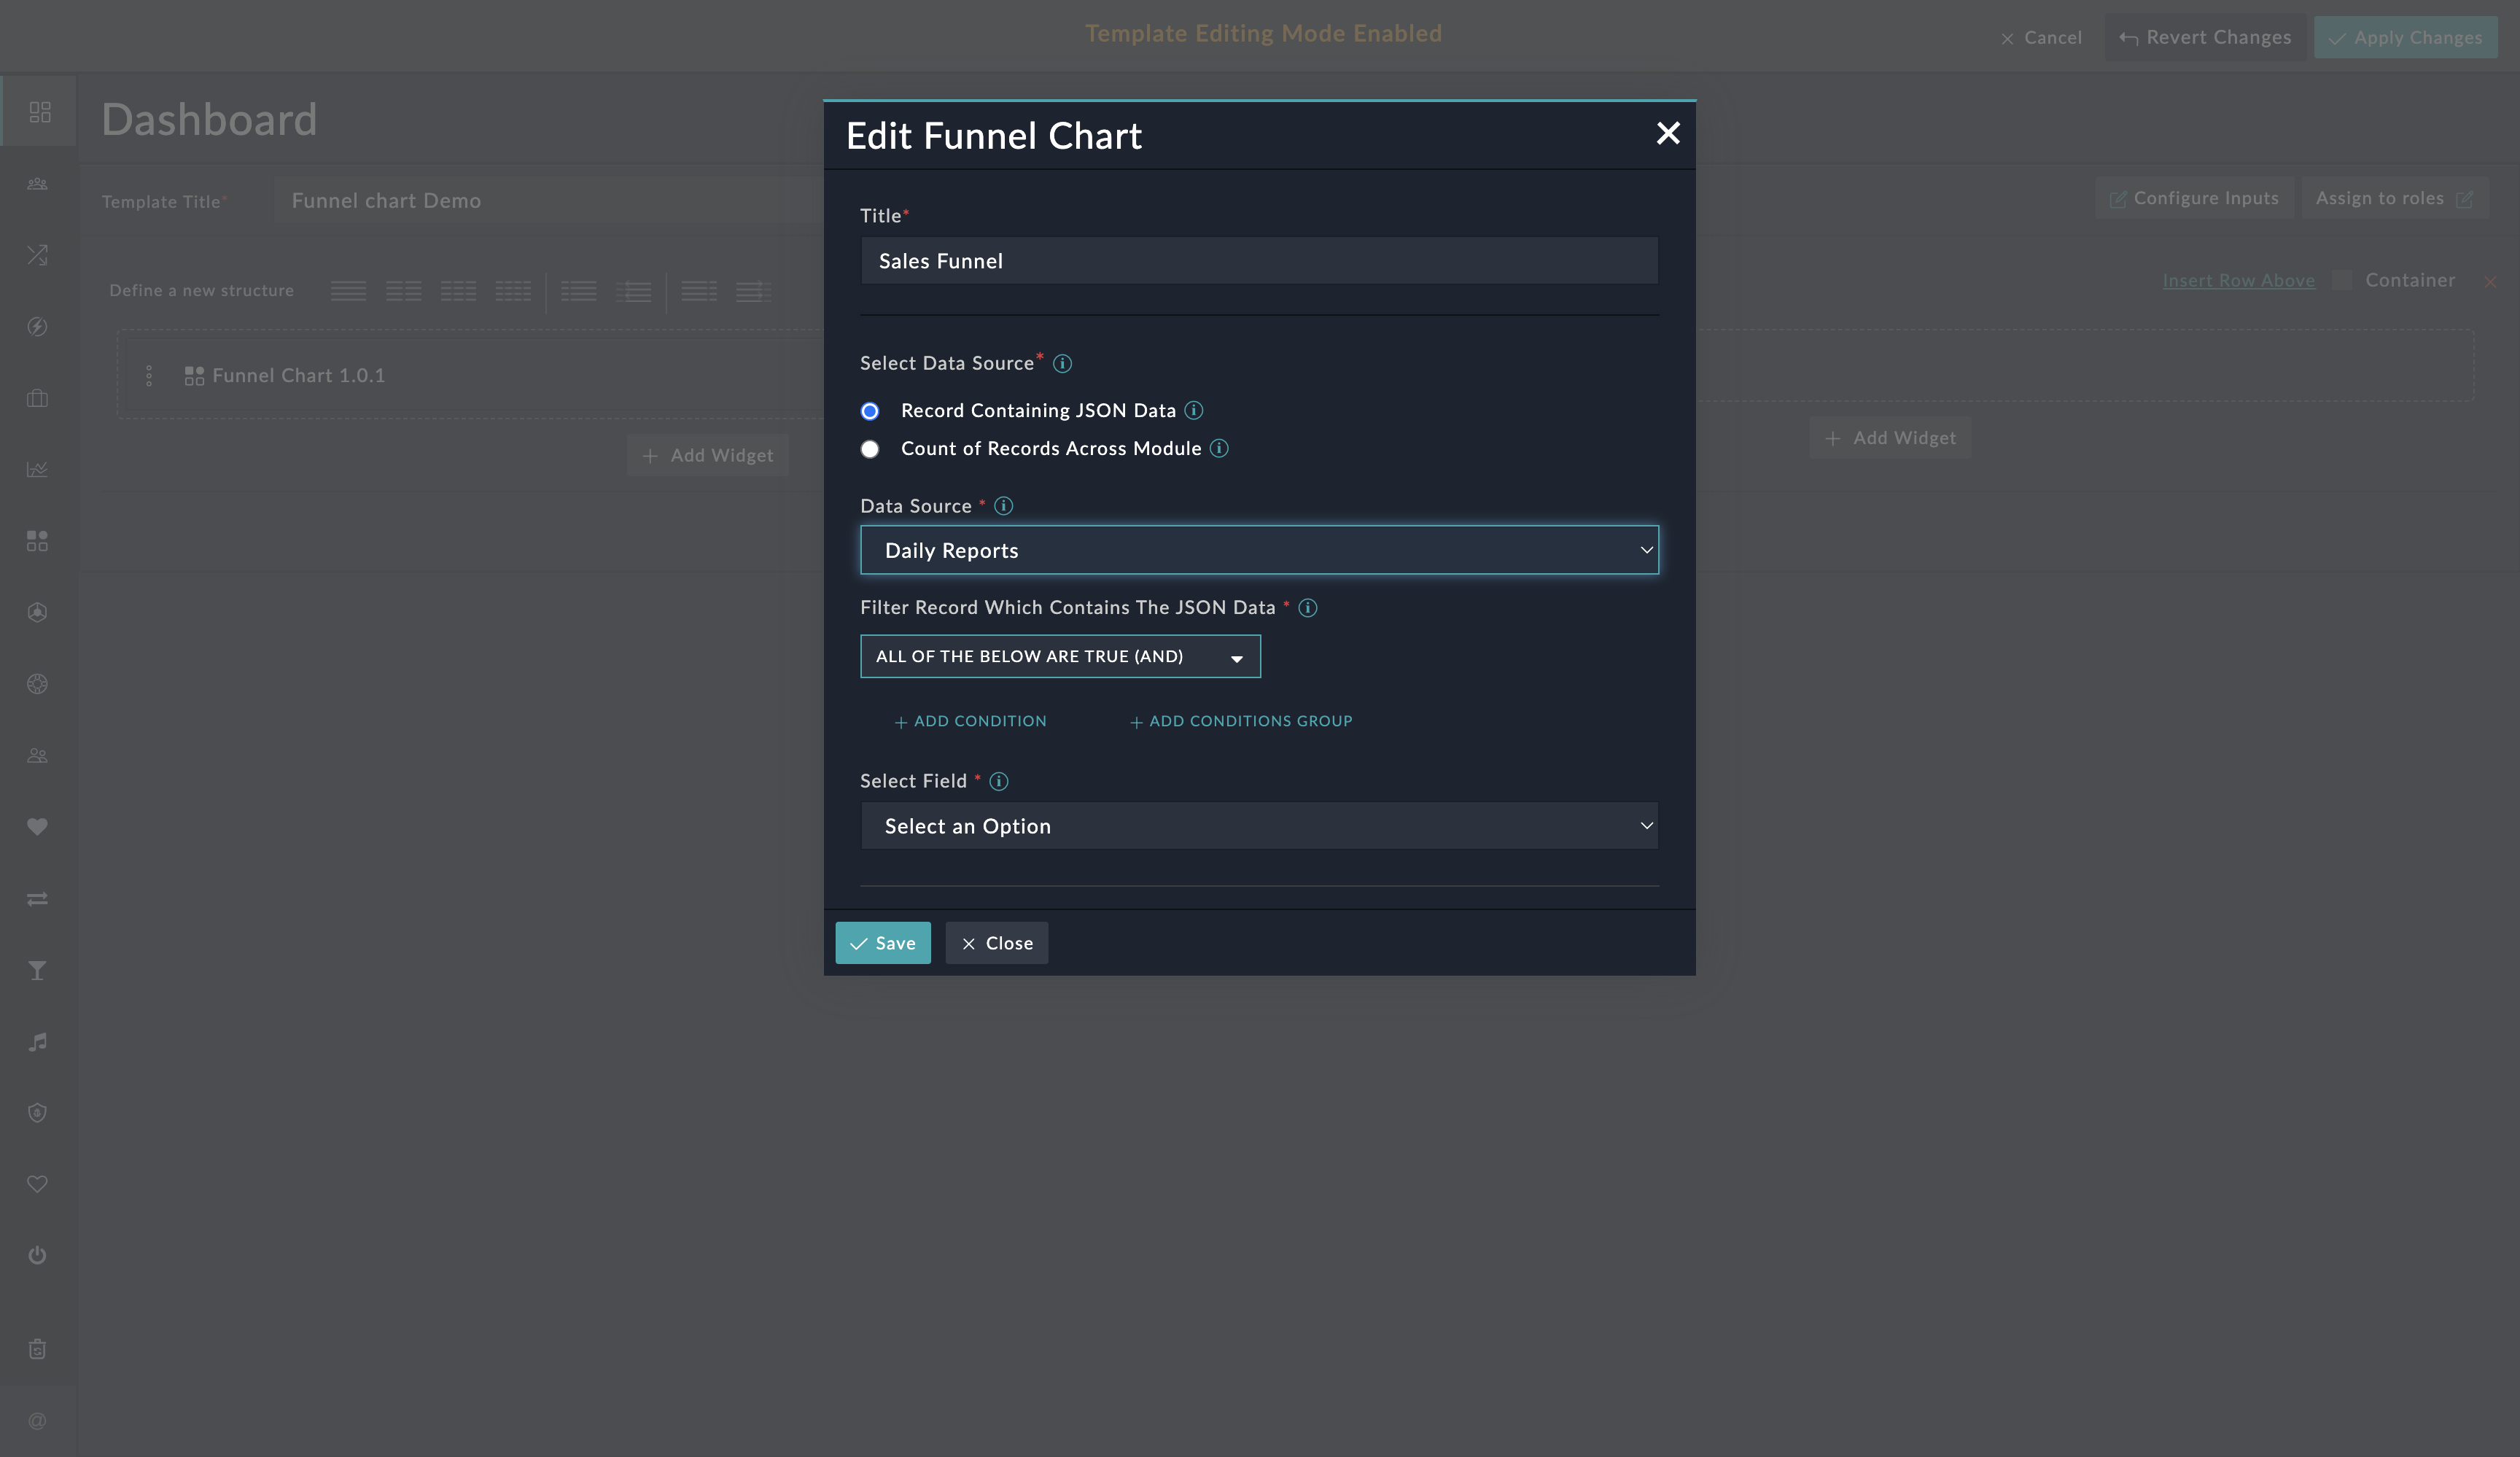 Template Editing Mode Enabled
Cancel
Revert Changes
Apply Changes
Dashboard
Template Title*
Funnel chart Demo
Configure Inputs
Assign to roles
Define a new structure
Insert Row Above
Container
Funnel Chart 1.0.1
+ Add Widget
+ Add Widget
Edit Funnel Chart
Title*
Sales Funnel
Select Data Source*
Record Containing JSON Data
Count of Records Across Module
Data Source *
Daily Reports
Filter Record Which Contains The JSON Data *
ALL OF THE BELOW ARE TRUE (AND)
+ ADD CONDITION
+ ADD CONDITIONS GROUP
Select Field *
Select an Option
Save
Close